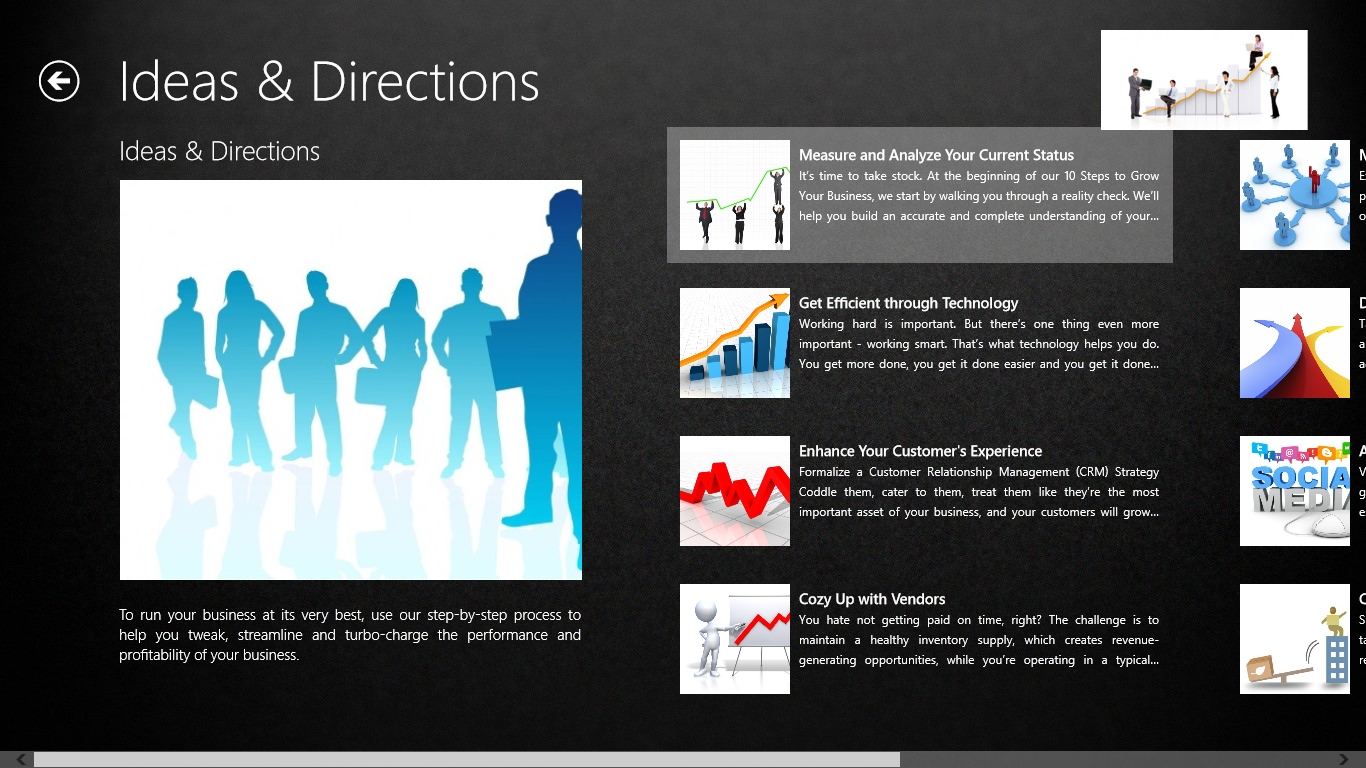 Ideas & Directions
Ideas & Directions
To run your business at its very best, use our step-by-step process to
help you tweak, streamline and turbo-charge the performance and
profitability of your business.
Measure and Analyze Your Current Status
It's time to take stock. At the beginning of our 10 Steps to Grow
Your Business, we start by walking you through a reality check. We'll
help you build an accurate and complete understanding of your...
Get Efficient through Technology
Working hard is important. But there's one thing even more
important - working smart. That's what technology helps you do.
You get more done, you get it done easier and you get it done...
Enhance Your Customer's Experience
Formalize a Customer Relationship Management (CRM) Strategy
Coddle them, cater to them, treat them like they're the most
important asset of your business, and your customers will grow...
Cozy Up with Vendors
You hate not getting paid on time, right? The challenge is to
maintain a healthy inventory supply, which creates revenue-
generating opportunities, while you're operating in a typical...
SOCIA
MEDI